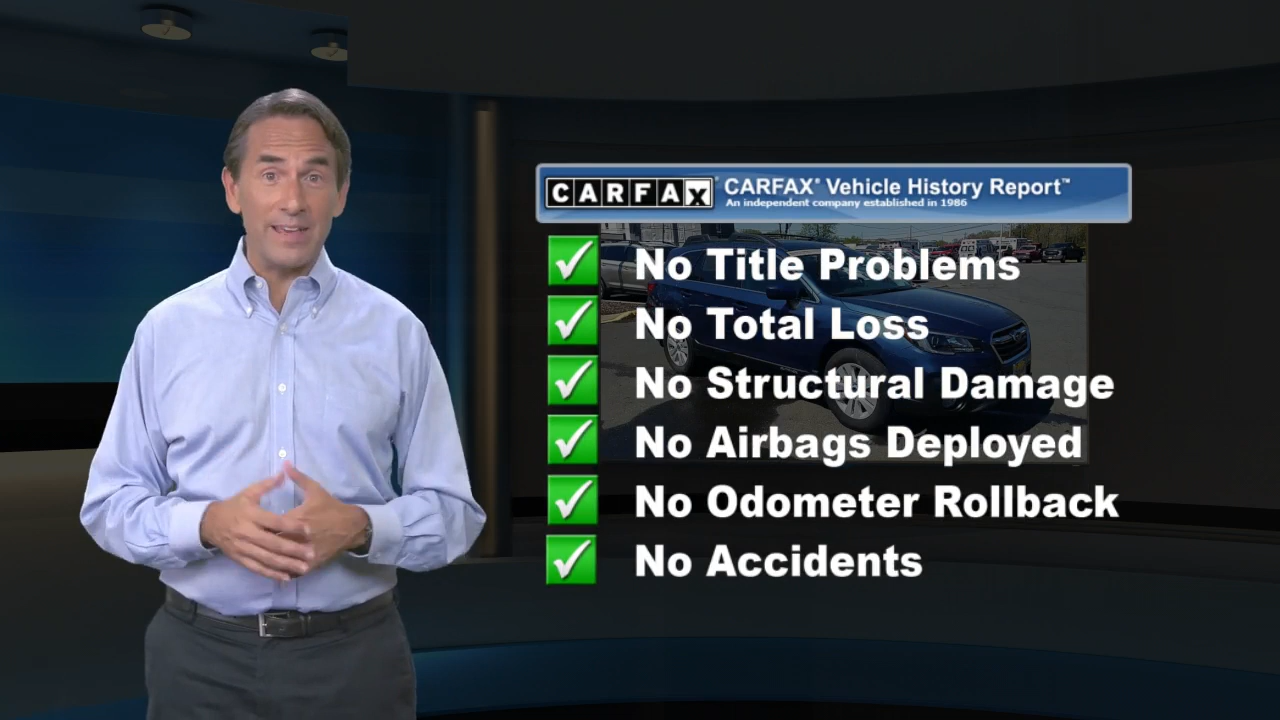 CARFAX® CARFAX® Vehicle History Report™
An independent company established in 1986
No Title Problems
No Total Loss
No Structural Damage
No Airbags Deployed
No Odometer Rollback
No Accidents